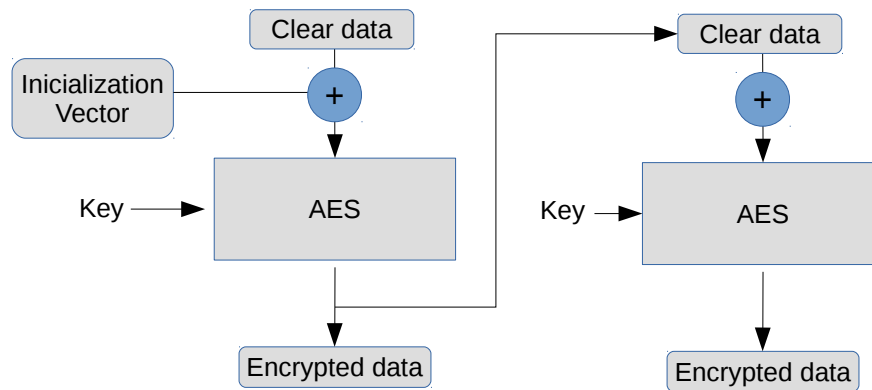 Clear data
Clear data
Inicialization
Vector
+
+
Key
AES
Key
AES
Encrypted data
Encrypted data